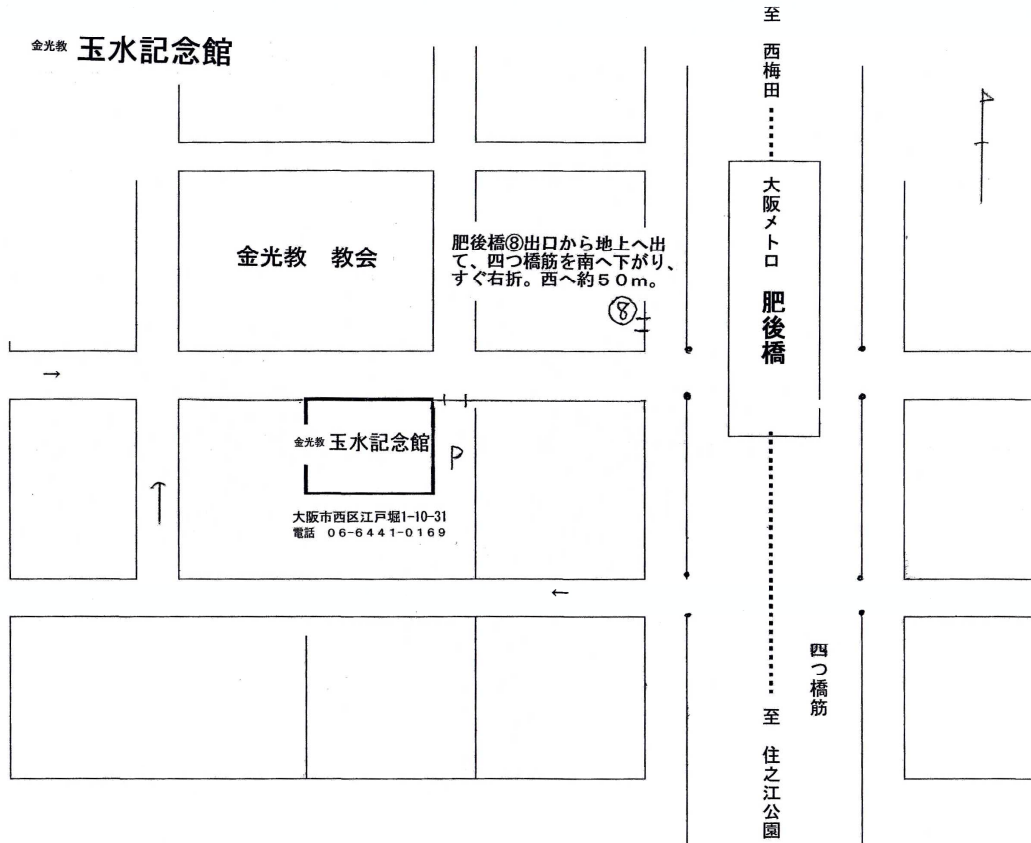 金光教 玉水記念館
至 西梅田
大阪メトロ 肥後橋
金光教 教会
肥後橋⑧出口から地上へ出
て、四つ橋筋を南へ下がり、
すぐ右折。西へ約５０ｍ。
⑧
金光教 玉水記念館
P
大阪市西区江戸堀1-10-31
電話 ０６-６４４１-０１６９
四つ橋筋
至 住之江公園